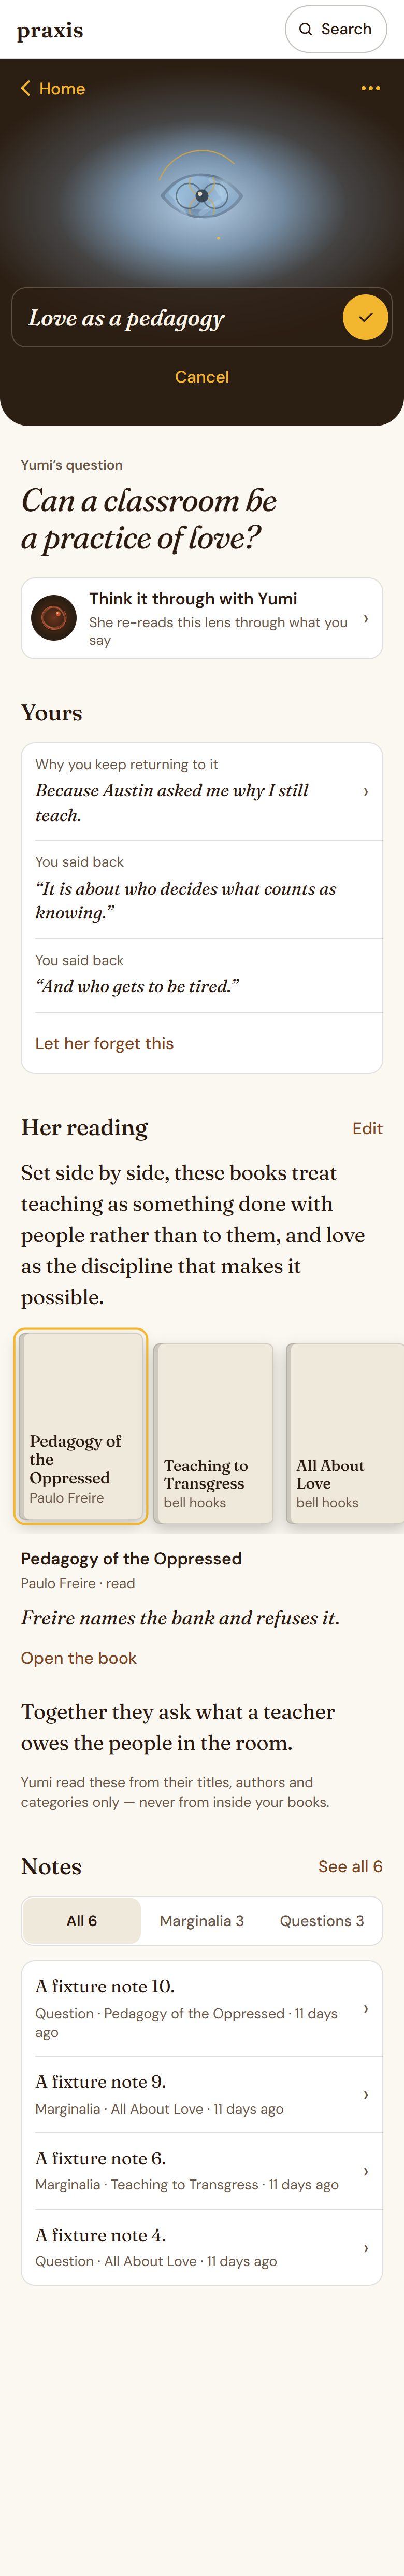 praxis
Search
Home
Love as a pedagogy
Cancel
Yumi’s question
Can a classroom be
a practice of love?
Think it through with Yumi
She re-reads this lens through what you
say
Yours
Why you keep returning to it
Because Austin asked me why I still
teach.
You said back
“It is about who decides what counts as
knowing.”
You said back
“And who gets to be tired.”
Let her forget this
Her reading
Edit
Set side by side, these books treat
teaching as something done with
people rather than to them, and love
as the discipline that makes it
possible.
Pedagogy of
the
Oppressed
Paulo Freire
Teaching to
Transgress
bell hooks
All About
Love
bell hooks
Pedagogy of the Oppressed
Paulo Freire · read
Freire names the bank and refuses it.
Open the book
Together they ask what a teacher
owes the people in the room.
Yumi read these from their titles, authors and
categories only — never from inside your books.
Notes
See all 6
All 6
Marginalia 3
Questions 3
A fixture note 10.
Question · Pedagogy of the Oppressed · 11 days
ago
A fixture note 9.
Marginalia · All About Love · 11 days ago
A fixture note 6.
Marginalia · Teaching to Transgress · 11 days ago
A fixture note 4.
Question · All About Love · 11 days ago